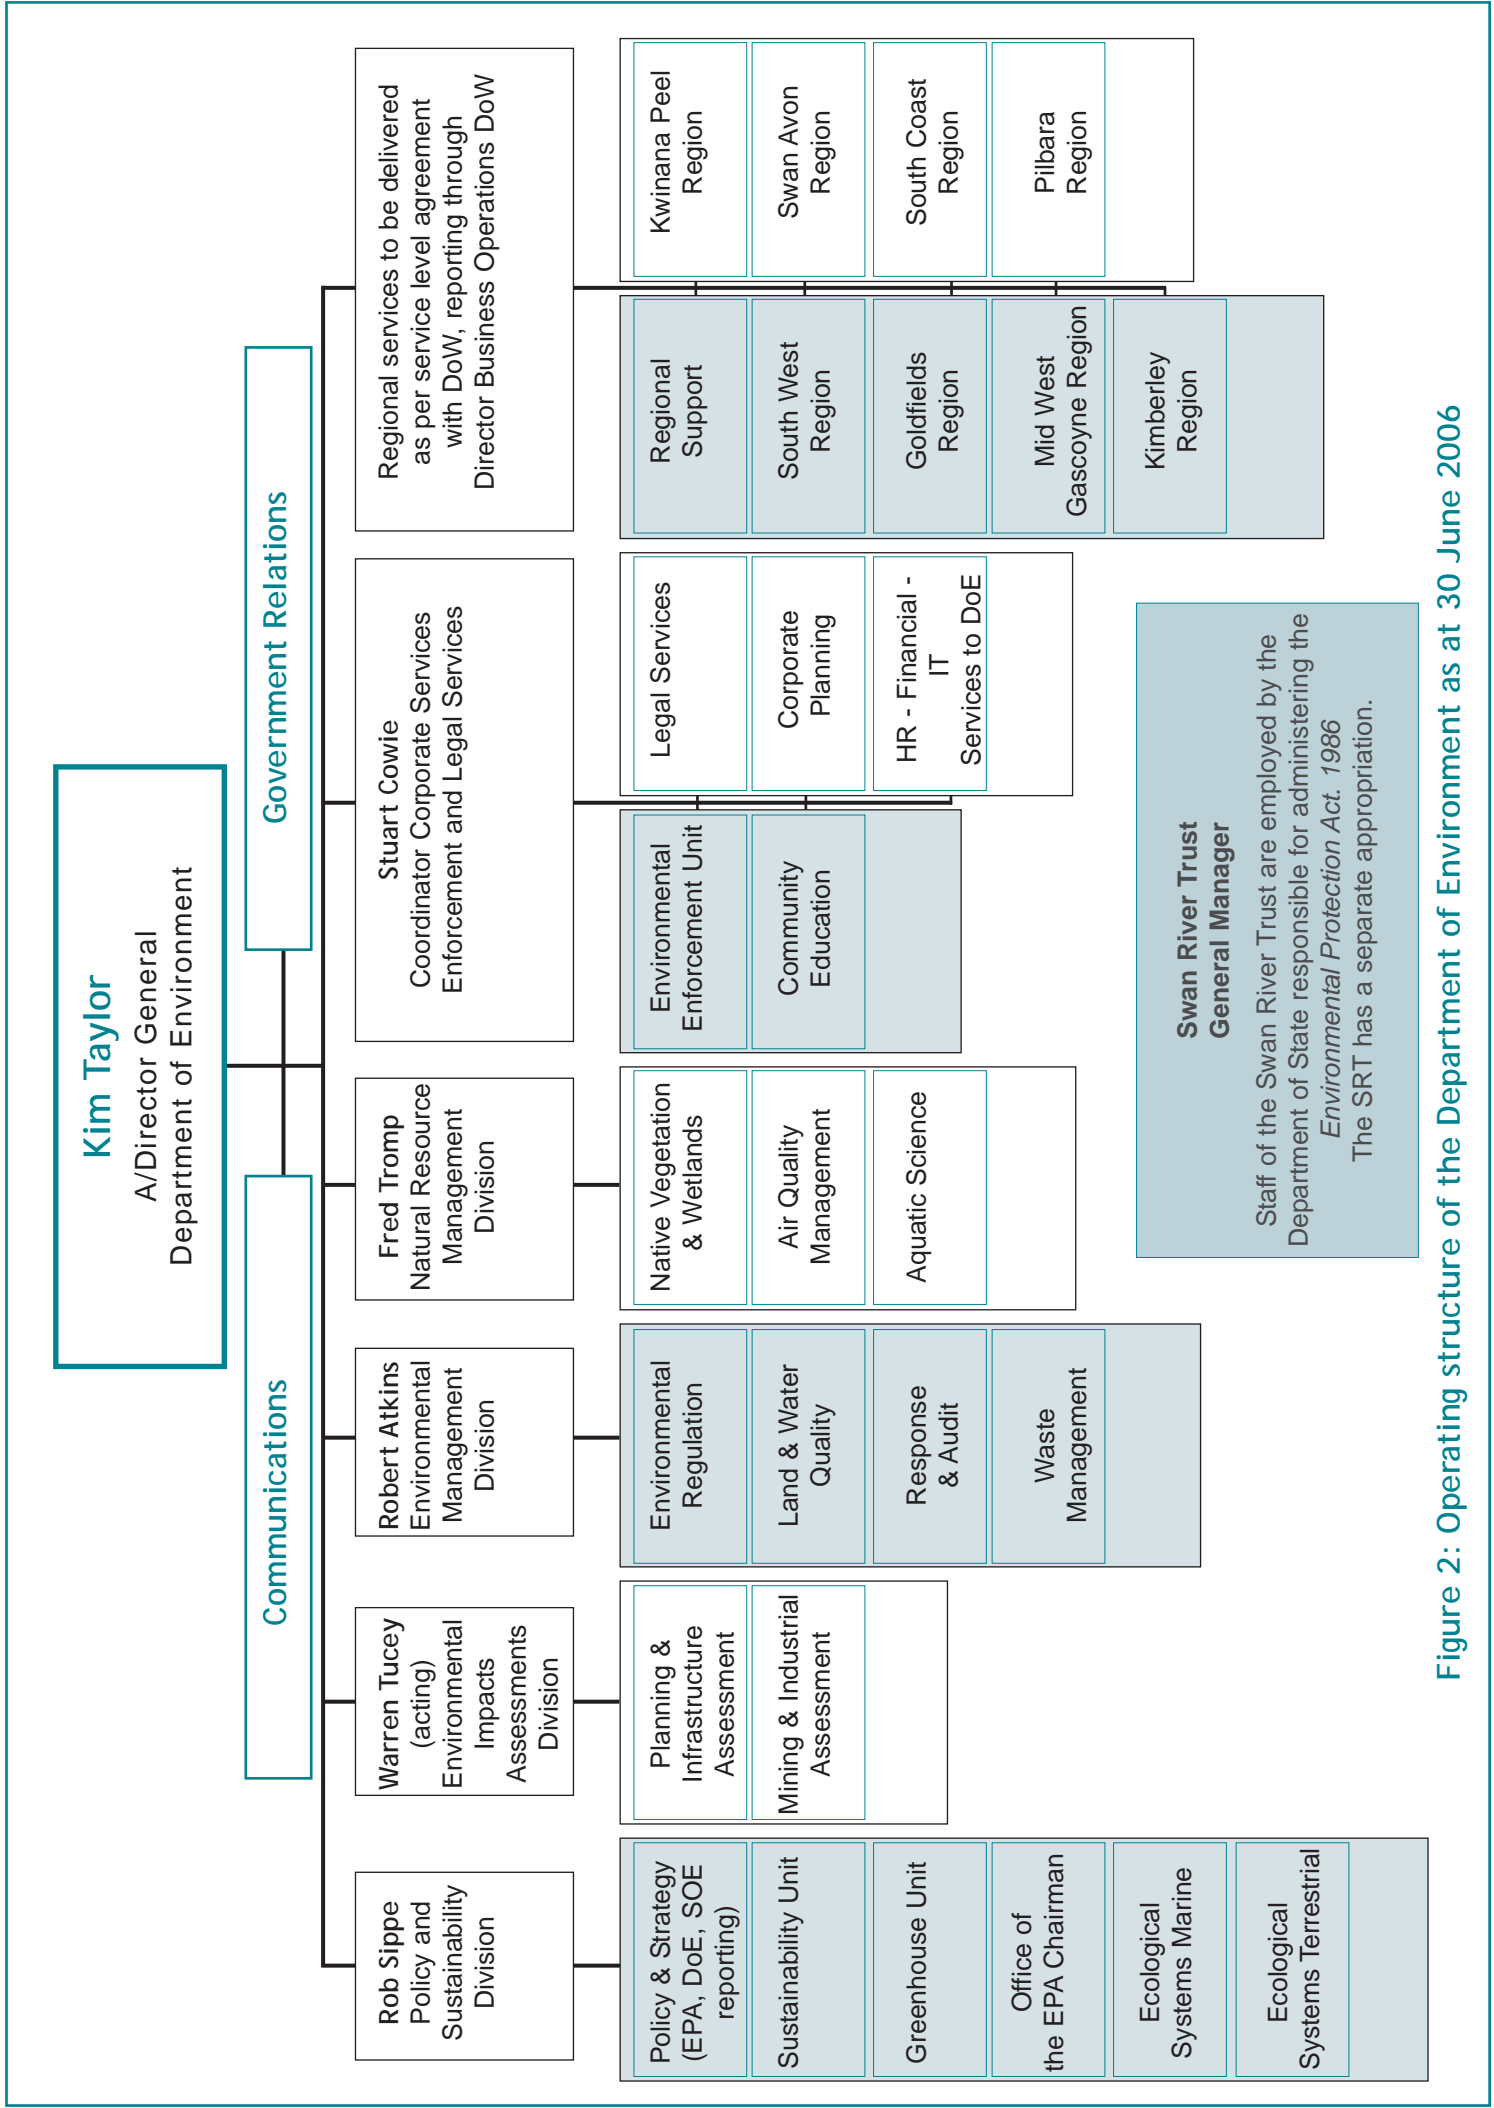 Kim Taylor
A/Director General
Department of Environment
Communications
Government Relations
Rob Sippe
Policy and
Sustainability
Division
Policy & Strategy
(EPA, DoE, SOE
reporting)
Sustainability Unit
Greenhouse Unit
Office of
the EPA Chairman
Ecological
Systems Marine
Ecological
Systems Terrestrial
Warren Tucey
(acting)
Environmental
Impacts
Assessments
Division
Planning &
Infrastructure
Assessment
Mining & Industrial
Assessment
Robert Atkins
Environmental
Management
Division
Environmental
Regulation
Land & Water
Quality
Response
& Audit
Waste
Management
Fred Tromp
Natural Resource
Management
Division
Native Vegetation
& Wetlands
Air Quality
Management
Aquatic Science
Stuart Cowie
Coordinator Corporate Services
Enforcement and Legal Services
Environmental
Enforcement Unit
Community
Education
Legal Services
Corporate
Planning
HR - Financial -
IT
Services to DoE
Regional services to be delivered
as per service level agreement
with DoW, reporting through
Director Business Operations DoW
Regional
Support
South West
Region
Goldfields
Region
Mid West
Gascoyne Region
Kimberley
Region
Kwinana Peel
Region
Swan Avon
Region
South Coast
Region
Pilbara
Region
Swan River Trust
General Manager
Staff of the Swan River Trust are employed by the
Department of State responsible for administering the
Environmental Protection Act. 1986
The SRT has a separate appropriation.
Figure 2: Operating structure of the Department of Environment as at 30 June 2006